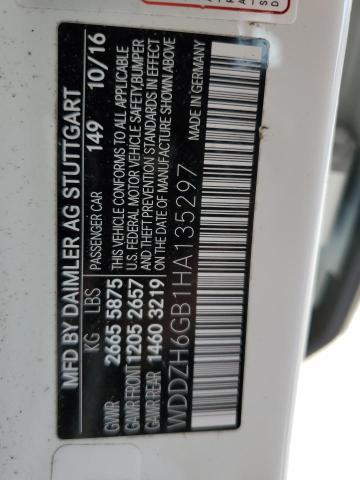 MFD BY DAIMLER AG STUTTGART
PASSENGER CAR 149 10/16
KG LBS
GWR 2665 5875
GAWR FRONT 1205 2657
GAWR REAR 1460 3219
THIS VEHICLE CONFORMS TO ALL APPLICABLE
U.S. FEDERAL MOTOR VEHICLE SAFETY, BUMPER
AND THEFT PREVENTION STANDARDS IN EFFECT
ON THE DATE OF MANUFACTURE SHOWN ABOVE
WDDZH6GB1HA135297
MADE IN GERMANY